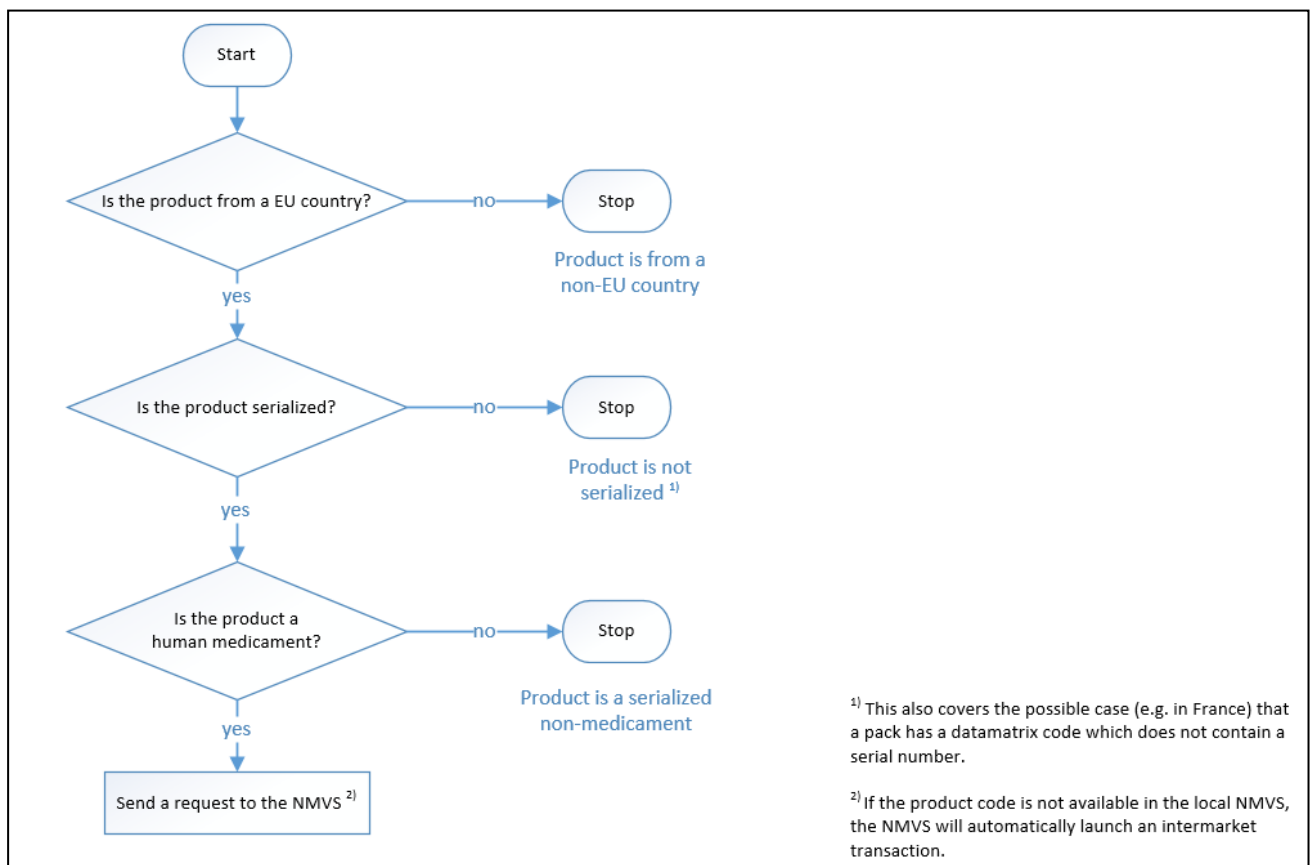 Start
Is the product from a EU country?
no
Stop
Product is from a
non-EU country
yes
Is the product serialized?
no
Stop
Product is not
serialized 1)
yes
Is the product a
human medicament?
no
Stop
Product is a serialized
non-medicament
yes
Send a request to the NMVS 2)
1) This also covers the possible case (e.g. in France) that
a pack has a datamatrix code which does not contain a
serial number.
2) If the product code is not available in the local NMVS,
the NMVS will automatically launch an intermarket
transaction.